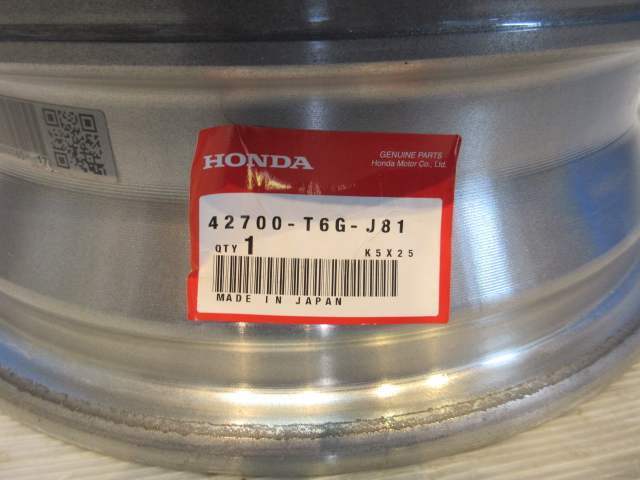 HONDA
GENUINE PARTS
Honda Motor Co., Ltd.
42700-T6G-J81
QTY 1 K5X25
MADE IN JAPAN